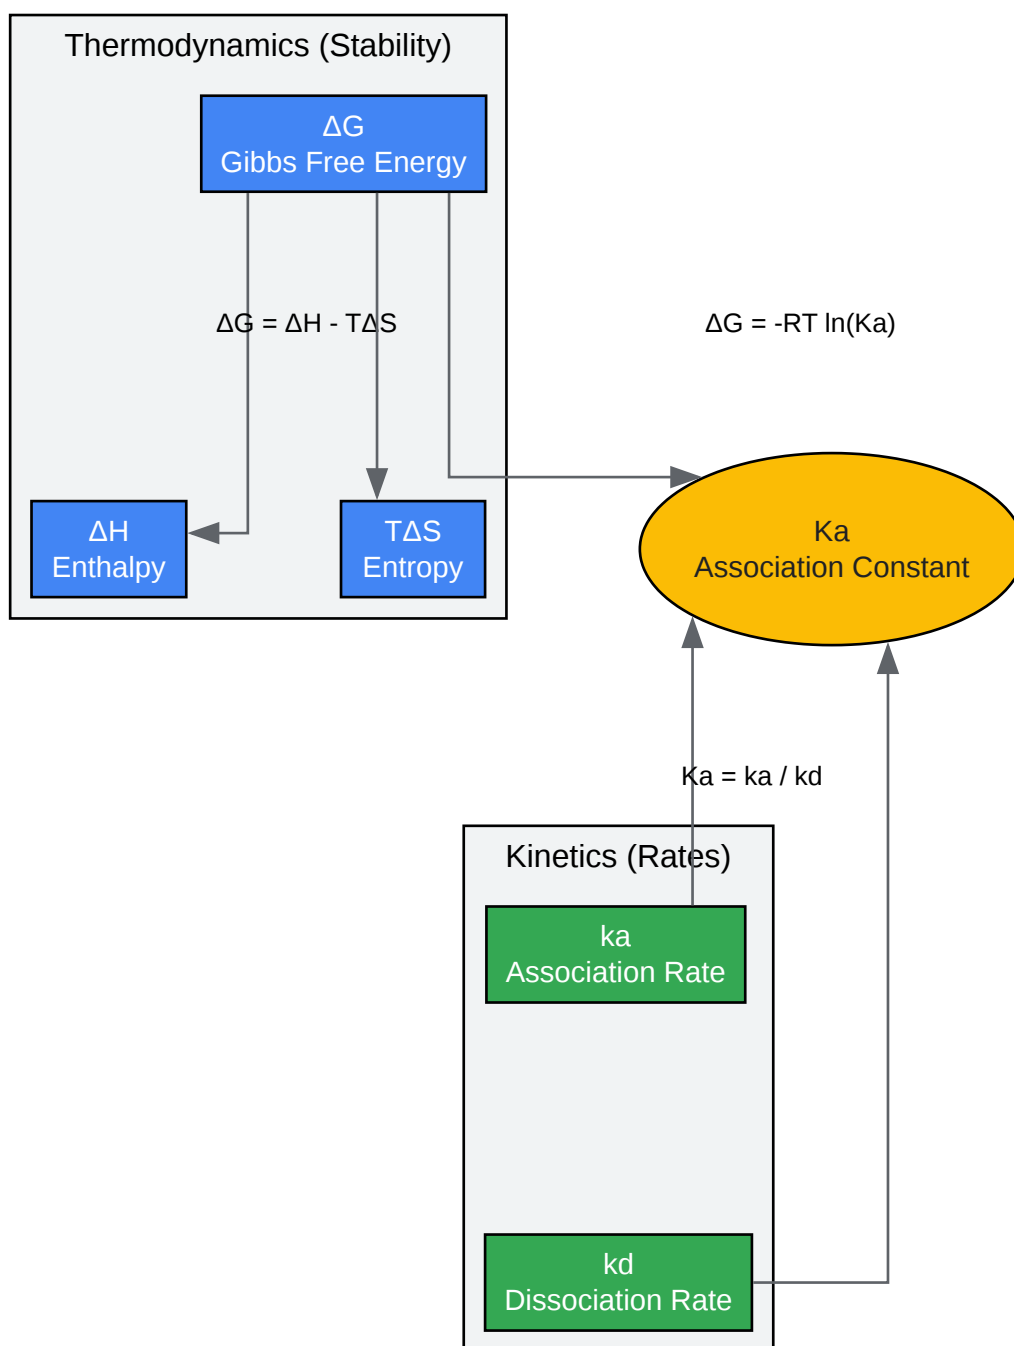 Thermodynamics (Stability)
ΔG
Gibbs Free Energy
ΔG = ΔH - TΔS
ΔG = -RT ln(Ka)
ΔH
Enthalpy
TΔS
Entropy
Ka
Association Constant
Ka = ka / kd
Kinetics (Rates)
ka
Association Rate
kd
Dissociation Rate